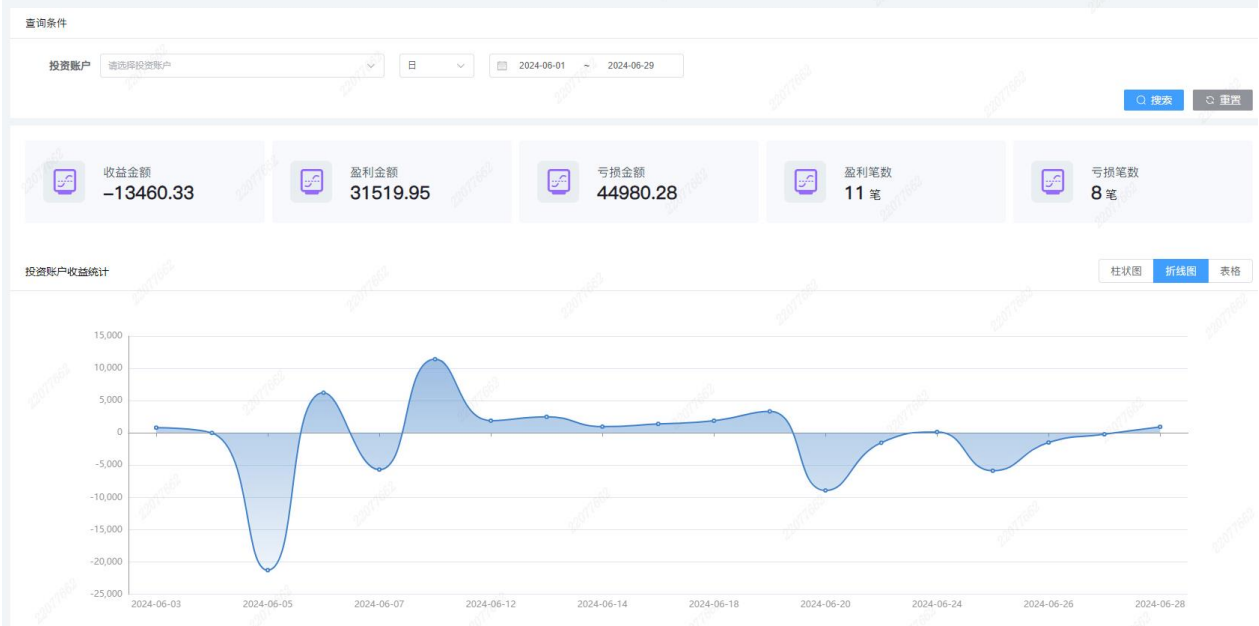 查询条件
投资账户 请选择投资账户 日 2024-06-01 ~ 2024-06-29
搜索 重置
收益金额 盈利金额 亏损金额 盈利笔数 亏损笔数
-13460.33 31519.95 44980.28 11 笔 8 笔
投资账户收益统计 柱状图 折线图 表格
15,000
10,000
5,000
0
-5,000
-10,000
-15,000
-20,000
-25,000
2024-06-03 2024-06-05 2024-06-07 2024-06-12 2024-06-14 2024-06-18 2024-06-20 2024-06-24 2024-06-26 2024-06-28
22077662